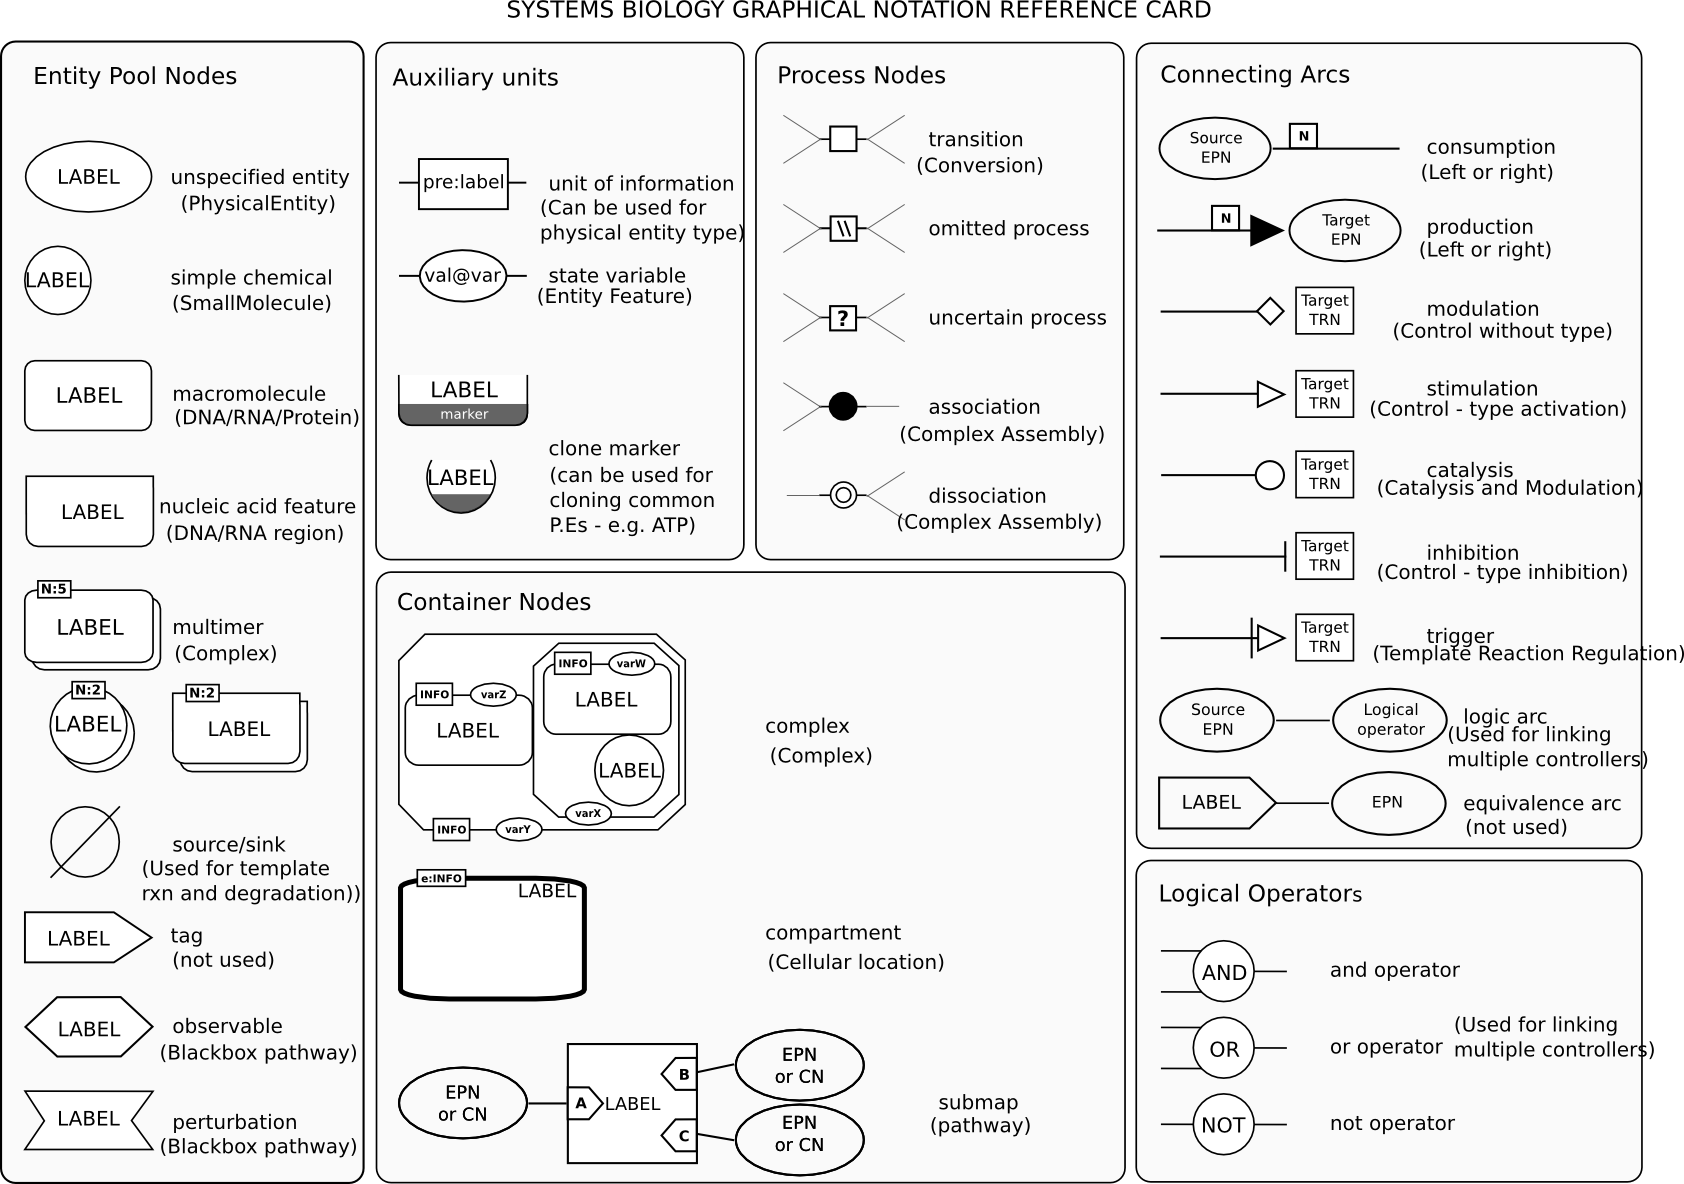 SYSTEMS BIOLOGY GRAPHICAL NOTATION REFERENCE CARD
Entity Pool Nodes
LABEL
unspecified entity
(PhysicalEntity)
LABEL
simple chemical
(SmallMolecule)
LABEL
macromolecule
(DNA/RNA/Protein)
LABEL
nucleic acid feature
(DNA/RNA region)
N:5
LABEL
multimer
(Complex)
N:2
LABEL
N:2
LABEL
source/sink
(Used for template
rxn and degradation))
LABEL
tag
(not used)
LABEL
observable
(Blackbox pathway)
LABEL
perturbation
(Blackbox pathway)
Auxiliary units
pre:label
unit of information
(Can be used for
physical entity type)
val@var
state variable
(Entity Feature)
LABEL
marker
LABEL
clone marker
(can be used for
cloning common
P.Es - e.g. ATP)
Process Nodes
transition
(Conversion)
\\
omitted process
?
uncertain process
association
(Complex Assembly)
dissociation
(Complex Assembly)
Container Nodes
INFO
varW
LABEL
INFO
varZ
LABEL
LABEL
varX
INFO
varY
complex
(Complex)
e:INFO
LABEL
compartment
(Cellular location)
EPN
or CN
A
LABEL
B
C
EPN
or CN
EPN
or CN
submap
(pathway)
Connecting Arcs
Source
EPN
N
consumption
(Left or right)
N
Target
EPN
production
(Left or right)
Target
TRN
modulation
(Control without type)
Target
TRN
stimulation
(Control - type activation)
Target
TRN
catalysis
(Catalysis and Modulation)
Target
TRN
inhibition
(Control - type inhibition)
Target
TRN
trigger
(Template Reaction Regulation)
Source
EPN
Logical
operator
logic arc
(Used for linking
multiple controllers)
LABEL
EPN
equivalence arc
(not used)
Logical Operators
AND
and operator
OR
or operator
(Used for linking
multiple controllers)
NOT
not operator